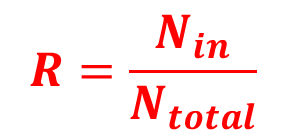 R = N_in / N_total